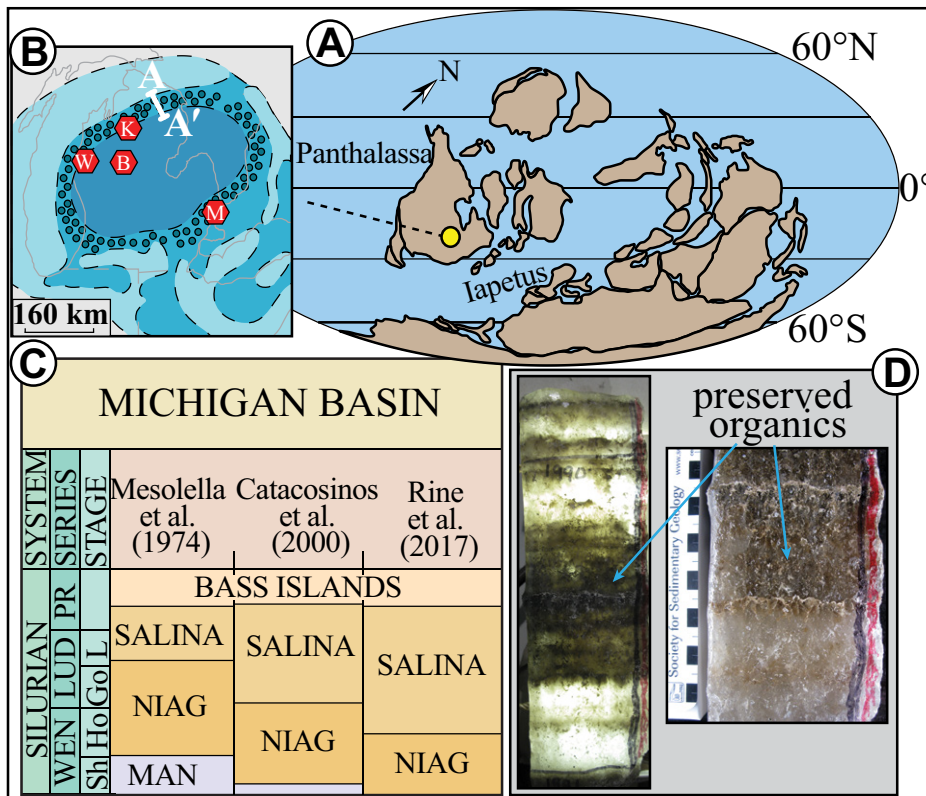 B
A
A
A′
K
W
B
M
160 km
60°N
N
Panthalassa
0°
Iapetus
60°S
C
MICHIGAN BASIN
SYSTEM
SERIES
STAGE
Mesolella
et al.
(1974)
Catacosinos
et al.
(2000)
Rine
et al.
(2017)
BASS ISLANDS
SILURIAN
WEN
LUD
PR
Sh
Ho
Gol
L
SALINA
SALINA
SALINA
NIAG
NIAG
NIAG
MAN
D
preserved
organics
Society for Sedimentary Geology